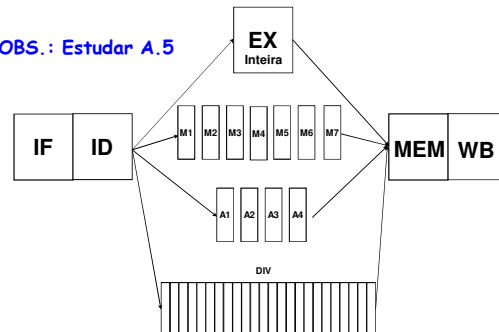 OBS.: Estudar A.5
EX
Inteira
M1 M2 M3 M4 M5 M6 M7
IF ID MEM WB
A1 A2 A3 A4
DIV